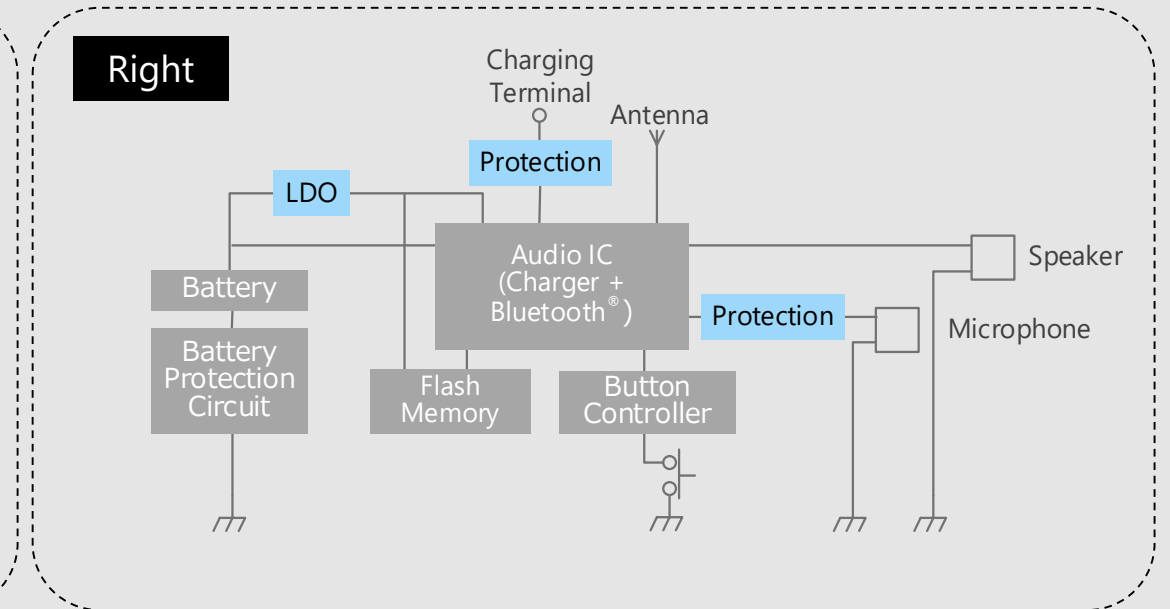 Right
Charging
Terminal
Antenna
Protection
LDO
Audio IC
(Charger +
Bluetooth®)
Speaker
Battery
Protection
Microphone
Battery
Protection
Circuit
Flash
Memory
Button
Controller